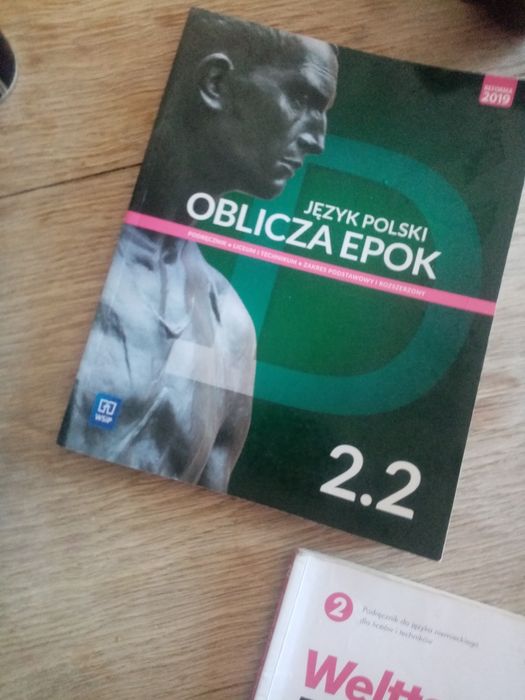 REFORMA
2019
JĘZYK POLSKI
OBLICZA EPOK
PODRĘCZNIK • LICEUM I TECHNIKUM • ZAKRES PODSTAWOWY I ROZSZERZONY
WSiP
2.2
2
Podręcznik do języka niemieckiego
dla liceów i techników
Weltt